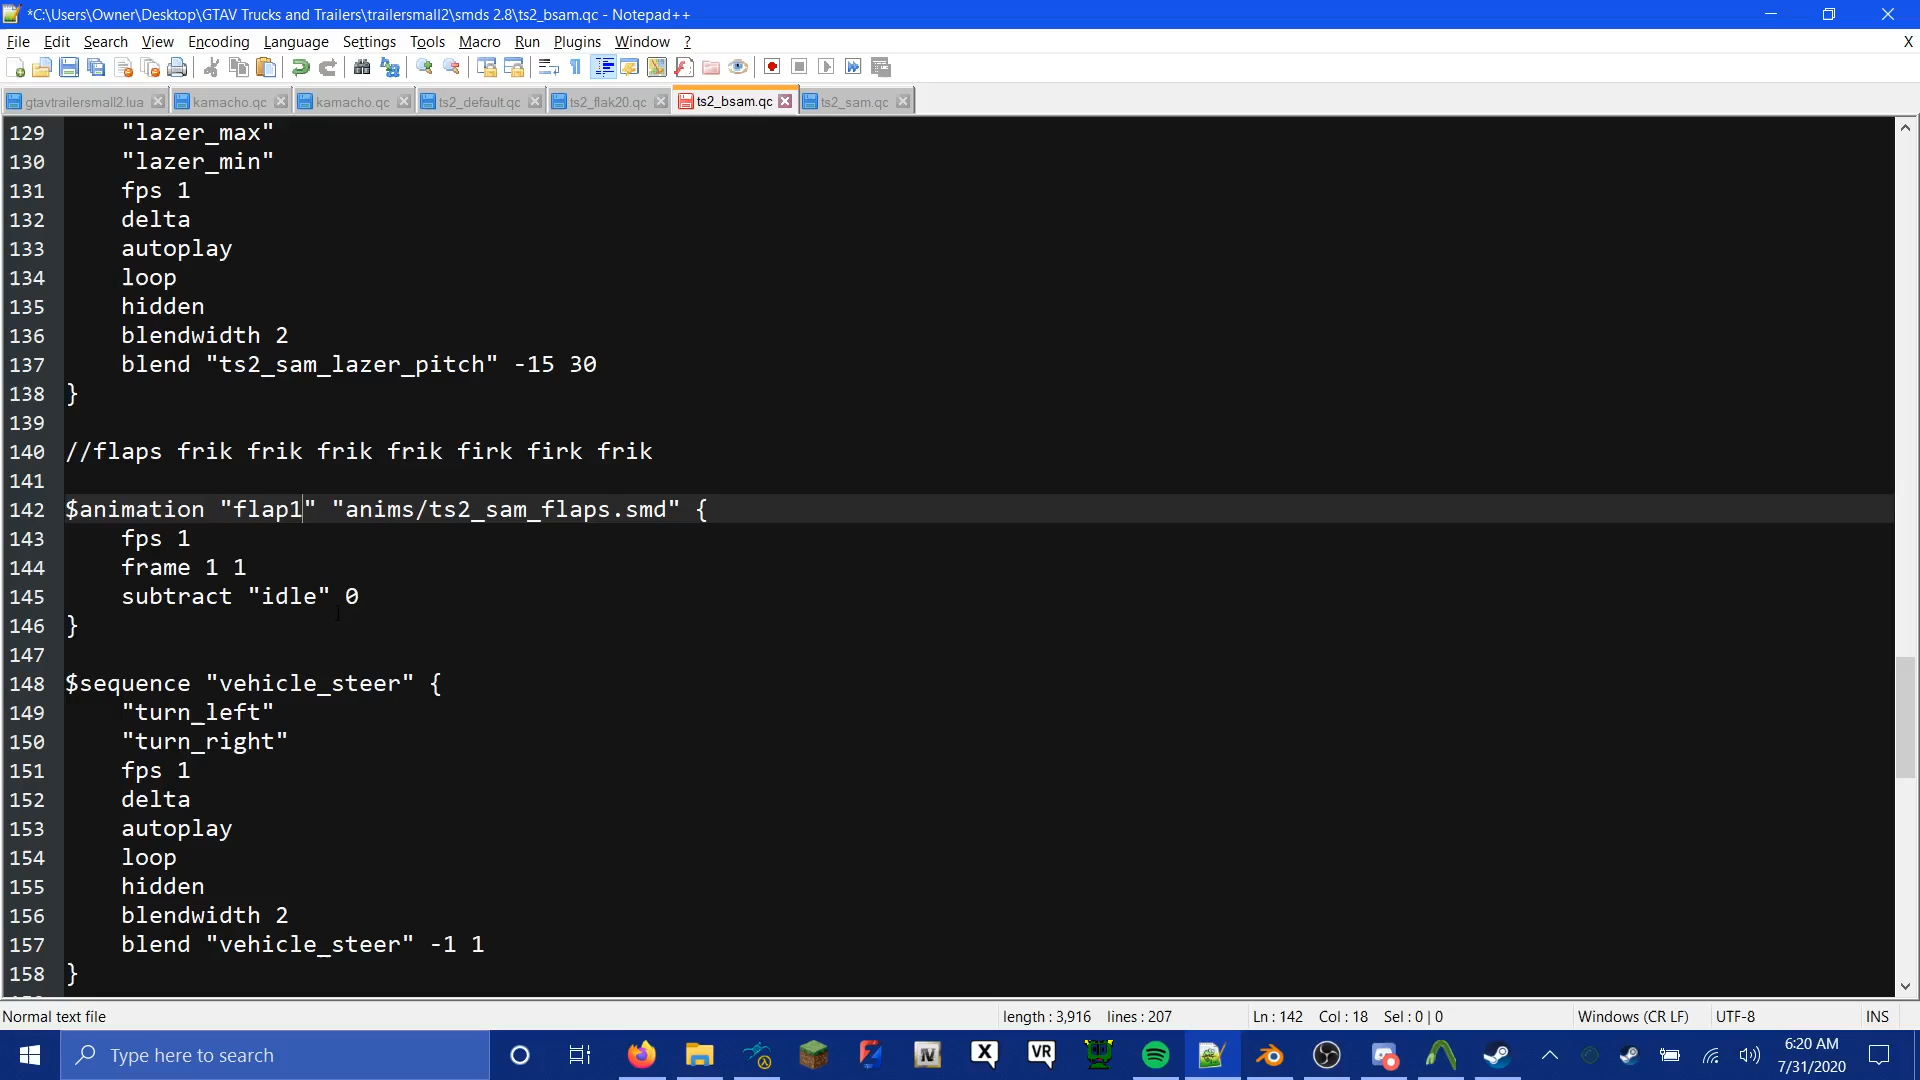 *C:\Users\Owner\Desktop\GTAV Trucks and Trailers\trailersmall2\smds 2.8\ts2_bsam.qc - Notepad++
File Edit Search View Encoding Language Settings Tools Macro Run Plugins Window ? X
gtavtrailersmall2.lua kamacho.qc kamacho.qc ts2_default.qc ts2_flak20.qc ts2_bsam.qc ts2_sam.qc
129 "lazer_max"
130 "lazer_min"
131 fps 1
132 delta
133 autoplay
134 loop
135 hidden
136 blendwidth 2
137 blend "ts2_sam_lazer_pitch" -15 30
138 }
139
140 //flaps frik frik frik frik firk firk frik
141
142 $animation "flap1" "anims/ts2_sam_flaps.smd" {
143 fps 1
144 frame 1 1
145 subtract "idle" 0
146 }
147
148 $sequence "vehicle_steer" {
149 "turn_left"
150 "turn_right"
151 fps 1
152 delta
153 autoplay
154 loop
155 hidden
156 blendwidth 2
157 blend "vehicle_steer" -1 1
158 }
Normal text file length : 3,916 lines : 207 Ln : 142 Col : 18 Sel : 0 | 0 Windows (CR LF) UTF-8 INS
Type here to search IV X VR 6:20 AM
7/31/2020